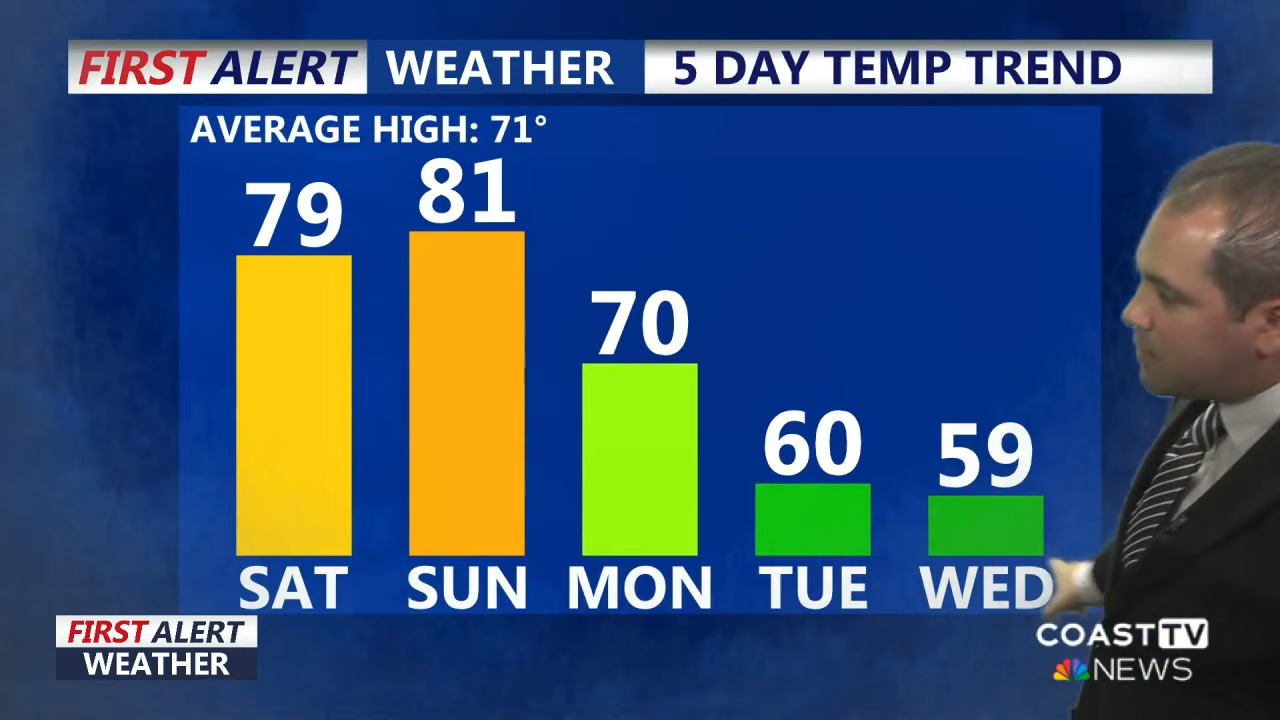 FIRST ALERT WEATHER 5 DAY TEMP TREND
AVERAGE HIGH: 71°
79 81 70 60 59
SAT SUN MON TUE WED
FIRST ALERT
WEATHER
COAST TV
NEWS